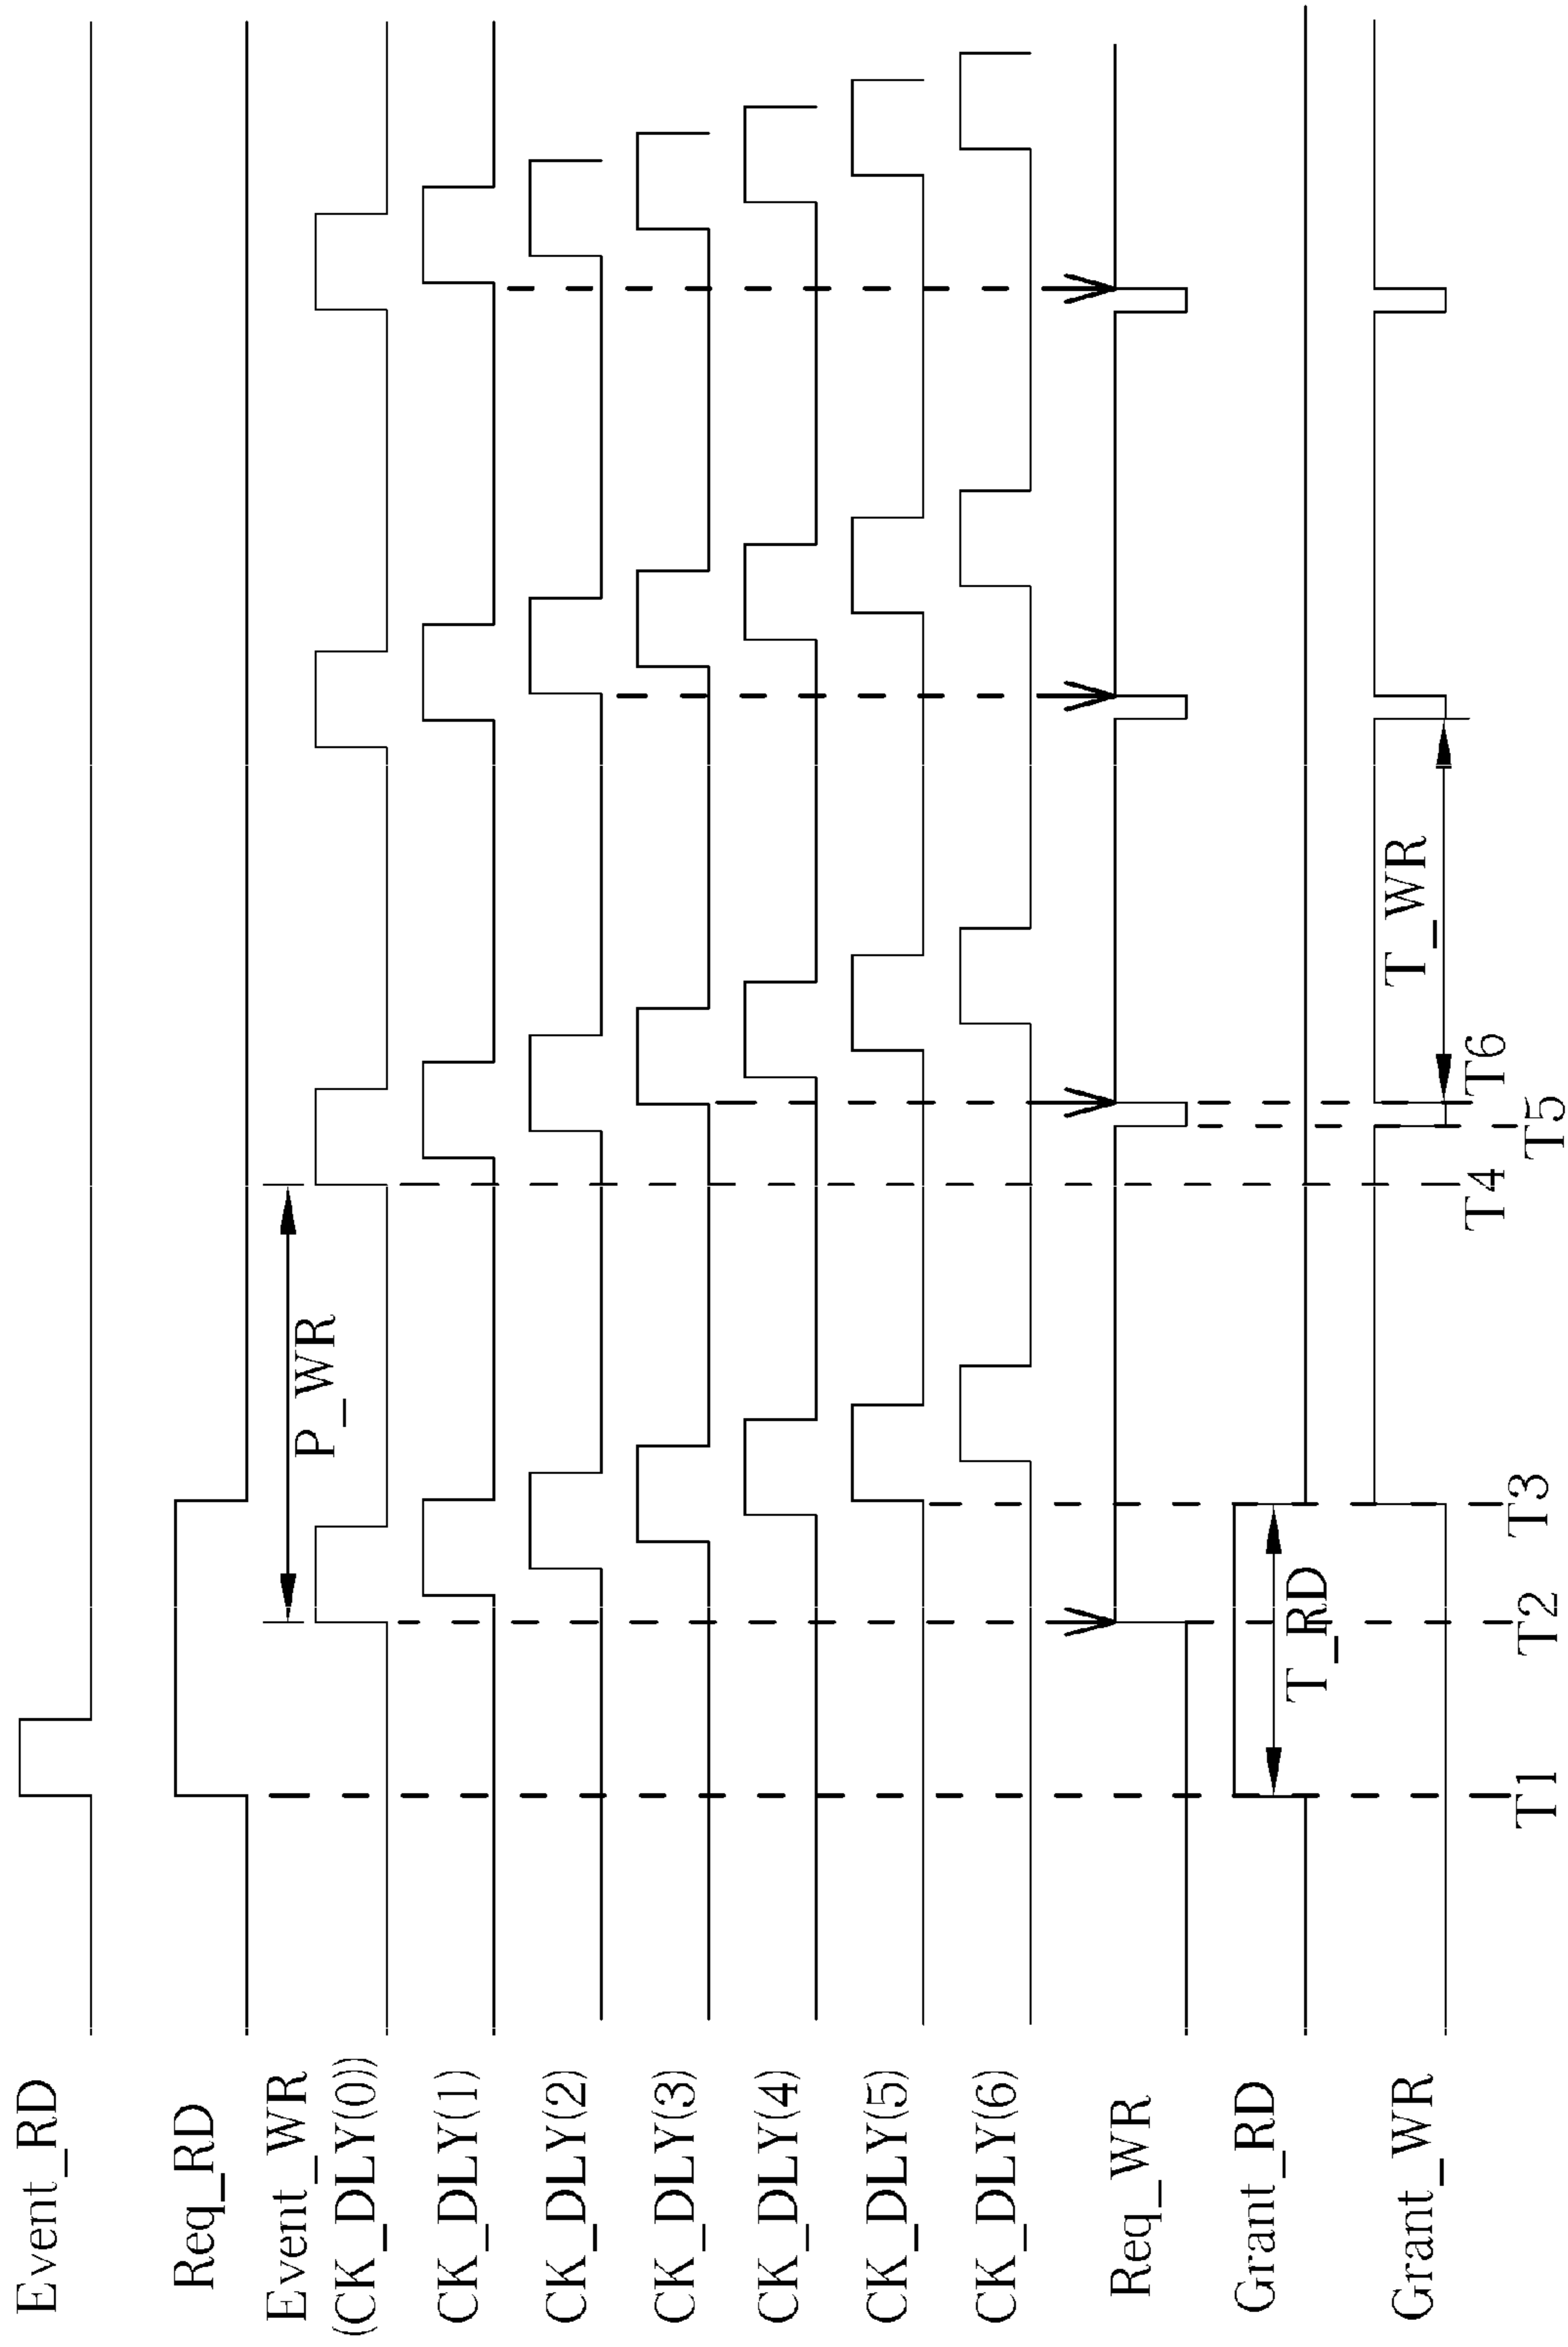 Event_RD
Req_RD
Event_WR
(CK_DLY(0))
P_WR
CK_DLY(1)
CK_DLY(2)
CK_DLY(3)
CK_DLY(4)
CK_DLY(5)
CK_DLY(6)
Req_WR
Grant_RD
T_RD
Grant_WR
T_WR
T1
T2
T3
T4
T5
T6